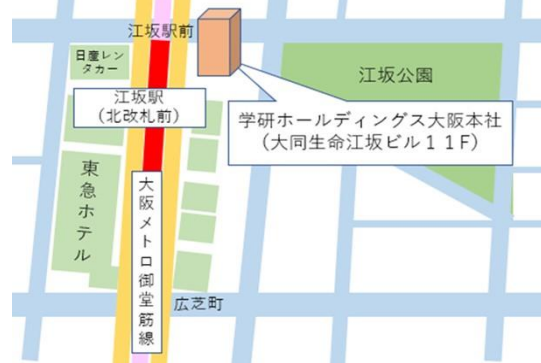 江坂駅前
日産レン
タカー
江坂公園
江坂駅
（北改札前）
学研ホールディングス大阪本社
（大同生命江坂ビル１１F）
東急ホテル
大阪メトロ御堂筋線
広芝町